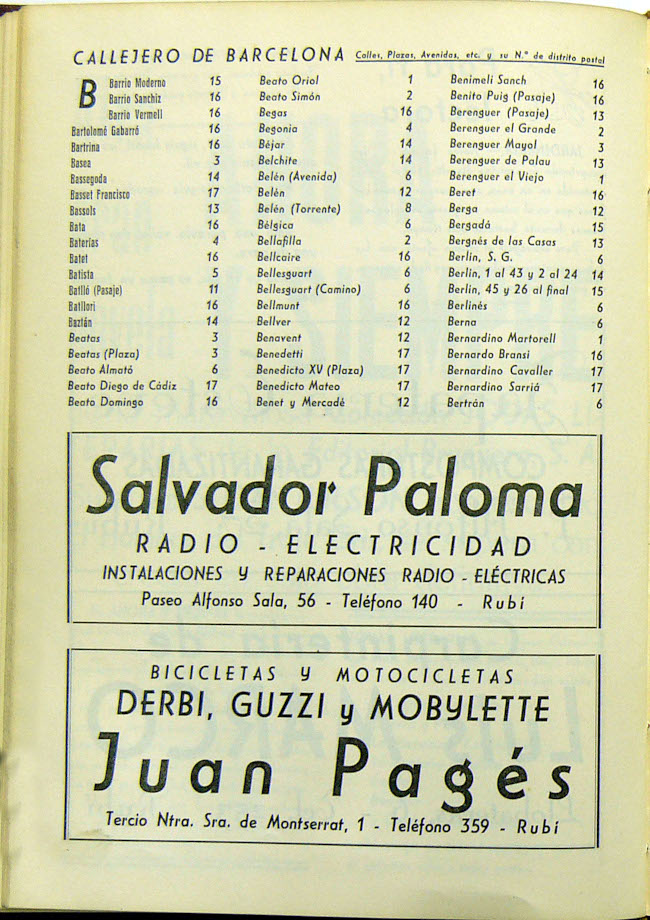 CALLEJERO DE BARCELONA Calles, Plazas, Avenidas, etc. y su N.º de distrito postal
B
Barrio Moderno 15
Barrio Sanchiz 16
Barrio Vermell 16
Bartolomé Gabarró 16
Bartrina 16
Basea 3
Bassegoda 14
Basset Francisco 17
Bassols 13
Bata 16
Baterías 4
Batet 16
Batista 5
Batlló (Pasaje) 11
Batllori 16
Bazlán 14
Beatas 3
Beatas (Plaza) 3
Beato Almató 6
Beato Diego de Cádiz 17
Beato Domingo 16
Beato Oriol 1
Beato Simón 2
Begas 16
Begonia 4
Béjar 14
Belchite 14
Belén (Avenida) 6
Belén 12
Belén (Torrente) 8
Bélgica 6
Bellafilla 2
Bellcaire 16
Bellesguart 6
Bellesguart (Camino) 6
Bellmunt 16
Bellver 12
Benavent 12
Benedetti 17
Benedicto XV (Plaza) 17
Benedicto Mateo 17
Benet y Mercadé 12
Benimeli Sanch 16
Benito Puig (Pasaje) 16
Berenguer (Pasaje) 13
Berenguer el Grande 2
Berenguer Mayol 3
Berenguer de Palau 13
Berenguer el Viejo 1
Beret 16
Berga 12
Bergadá 15
Bergnés de las Casas 13
Berlín, S. G. 6
Berlín, 1 al 43 y 2 al 24 14
Berlín, 45 y 26 al final 15
Berlinés 6
Berna 6
Bernardino Martorell 1
Bernardo Bransi 16
Bernardino Cavaller 17
Bernardino Sarriá 17
Bertrán 6
Salvador Paloma
RADIO - ELECTRICIDAD
INSTALACIONES y REPARACIONES RADIO - ELÉCTRICAS
Paseo Alfonso Sala, 56 - Teléfono 140 - Rubí
BICICLETAS y MOTOCICLETAS
DERBI, GUZZI y MOBYLETTE
Juan Pagés
Tercio Ntra. Sra. de Montserrat, 1 - Teléfono 359 - Rubí